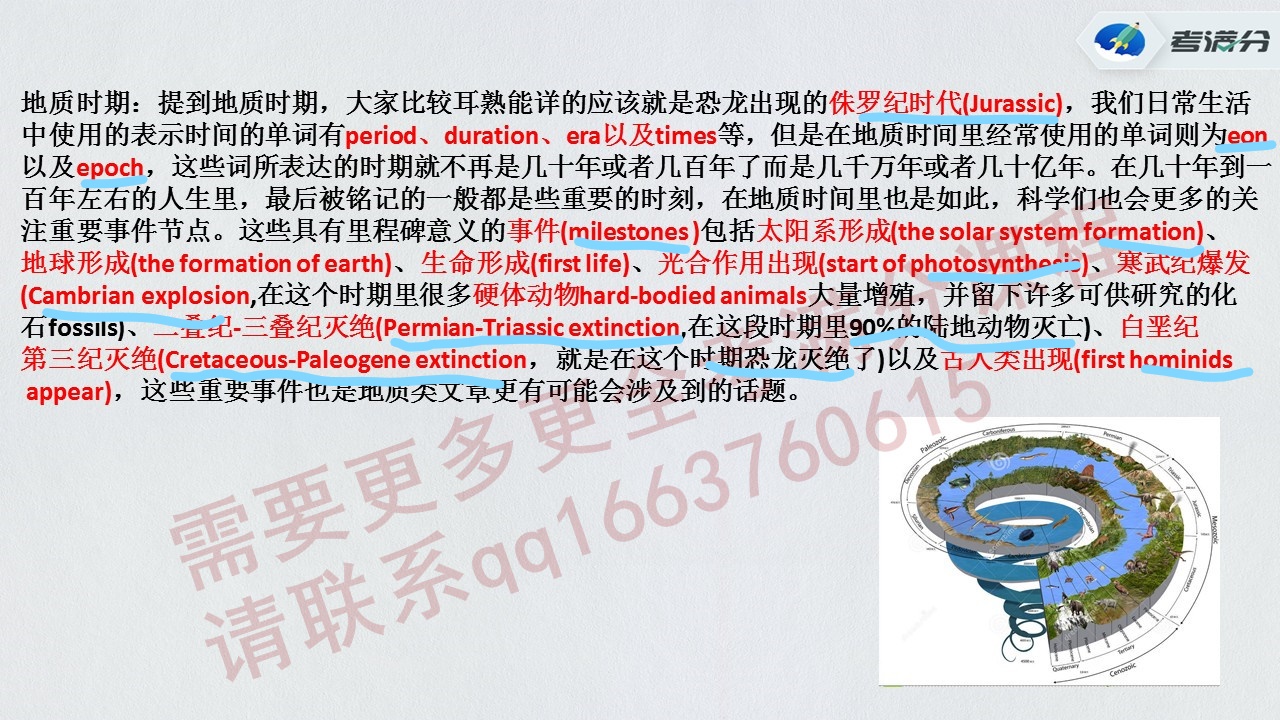 考满分
地质时期：提到地质时期，大家比较耳熟能详的应该就是恐龙出现的侏罗纪时代(Jurassic)，我们日常生活
中使用的表示时间的单词有period、duration、era以及times等，但是在地质时间里经常使用的单词则为eon
以及epoch，这些词所表达的时期就不再是几十年或者几百年了而是几千万年或者几十亿年。在几十年到一
百年左右的人生里，最后被铭记的一般都是些重要的时刻，在地质时间里也是如此，科学们也会更多的关
注重要事件节点。这些具有里程碑意义的事件(milestones )包括太阳系形成(the solar system formation)、
地球形成(the formation of earth)、生命形成(first life)、光合作用出现(start of photosynthesis)、寒武纪爆发
(Cambrian explosion,在这个时期里很多硬体动物hard-bodied animals大量增殖，并留下许多可供研究的化
石fossils)、二叠纪-三叠纪灭绝(Permian-Triassic extinction,在这段时期里90%的陆地动物灭亡)、白垩纪
第三纪灭绝(Cretaceous-Paleogene extinction，就是在这个时期恐龙灭绝了)以及古人类出现(first hominids
appear)，这些重要事件也是地质类文章更有可能会涉及到的话题。
需要更多更全考满分课程
请联系qq1663760615
Paleozoic
Carboniferous
Permian
Devonian
Silurian
Triassic
Jurassic
Mesozoic
Cretaceous
Precambrian
Tertiary
Quaternary
Cenozoic